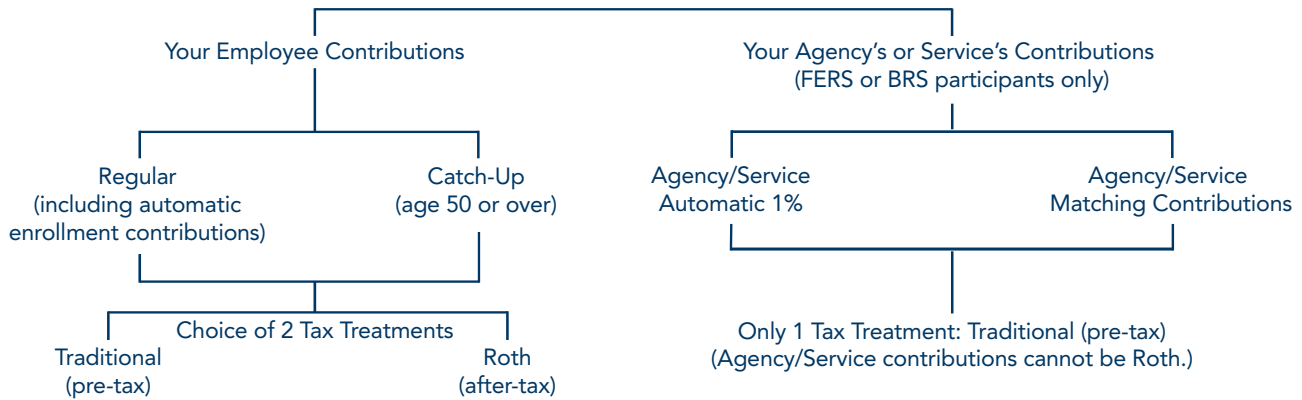 Your Employee Contributions
Your Agency’s or Service’s Contributions
(FERS or BRS participants only)
Regular
(including automatic
enrollment contributions)
Catch-Up
(age 50 or over)
Agency/Service
Automatic 1%
Agency/Service
Matching Contributions
Choice of 2 Tax Treatments
Traditional
(pre-tax)
Roth
(after-tax)
Only 1 Tax Treatment: Traditional (pre-tax)
(Agency/Service contributions cannot be Roth.)